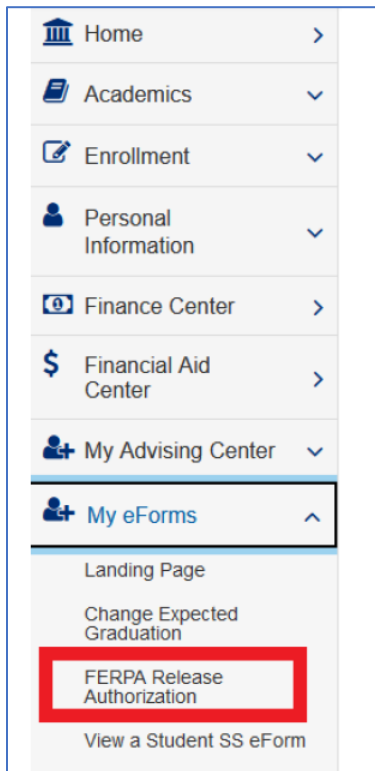 Home
Academics
Enrollment
Personal
Information
Finance Center
Financial Aid
Center
My Advising Center
My eForms
Landing Page
Change Expected
Graduation
FERPA Release
Authorization
View a Student SS eForm